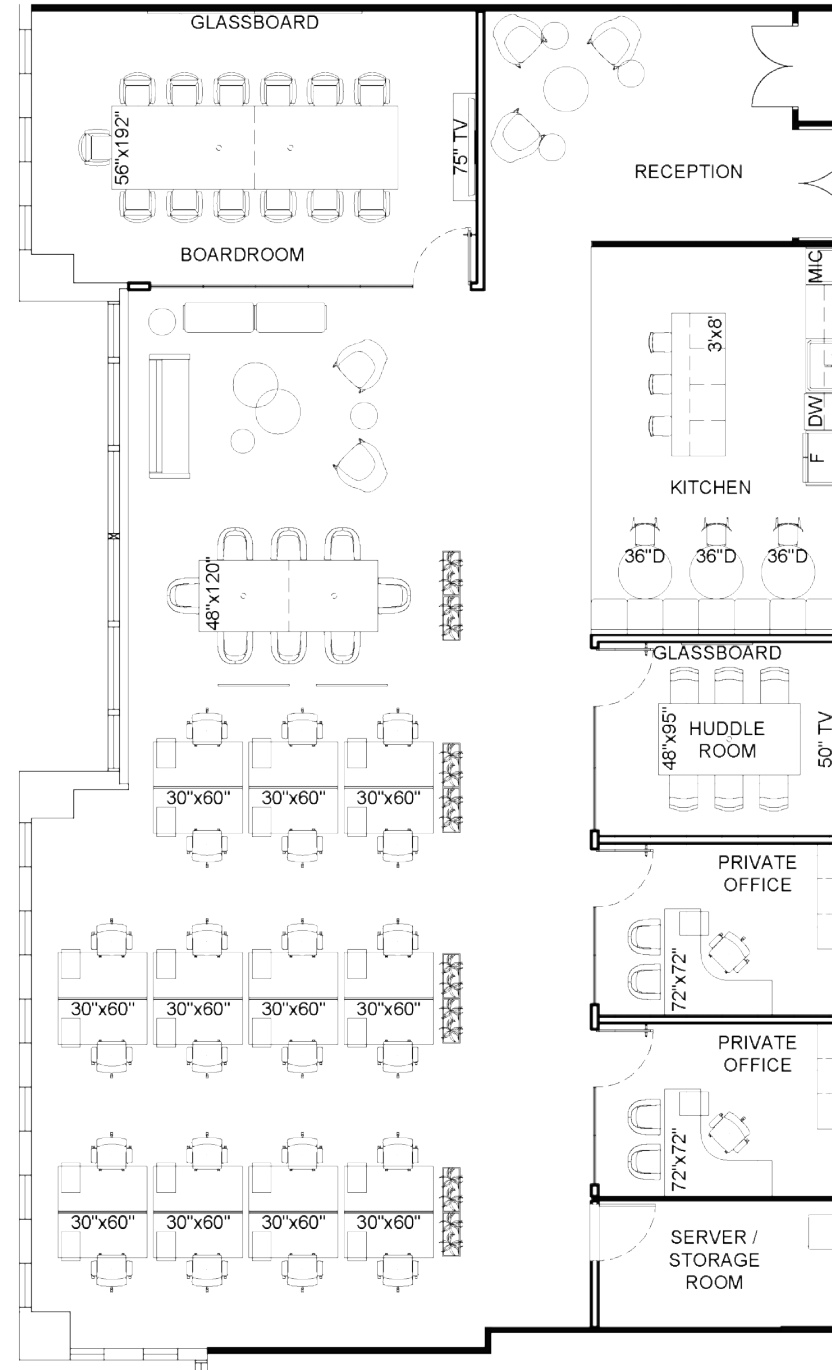 GLASSBOARD
56"x192"
75" TV
BOARDROOM
RECEPTION
MIC
3'x8'
DW
F
KITCHEN
36"D
36"D
36"D
48"x120"
GLASSBOARD
48"x95"
HUDDLE
ROOM
50" TV
30"x60"
30"x60"
30"x60"
PRIVATE
OFFICE
72"x72"
30"x60"
30"x60"
30"x60"
30"x60"
PRIVATE
OFFICE
72"x72"
30"x60"
30"x60"
30"x60"
30"x60"
SERVER /
STORAGE
ROOM